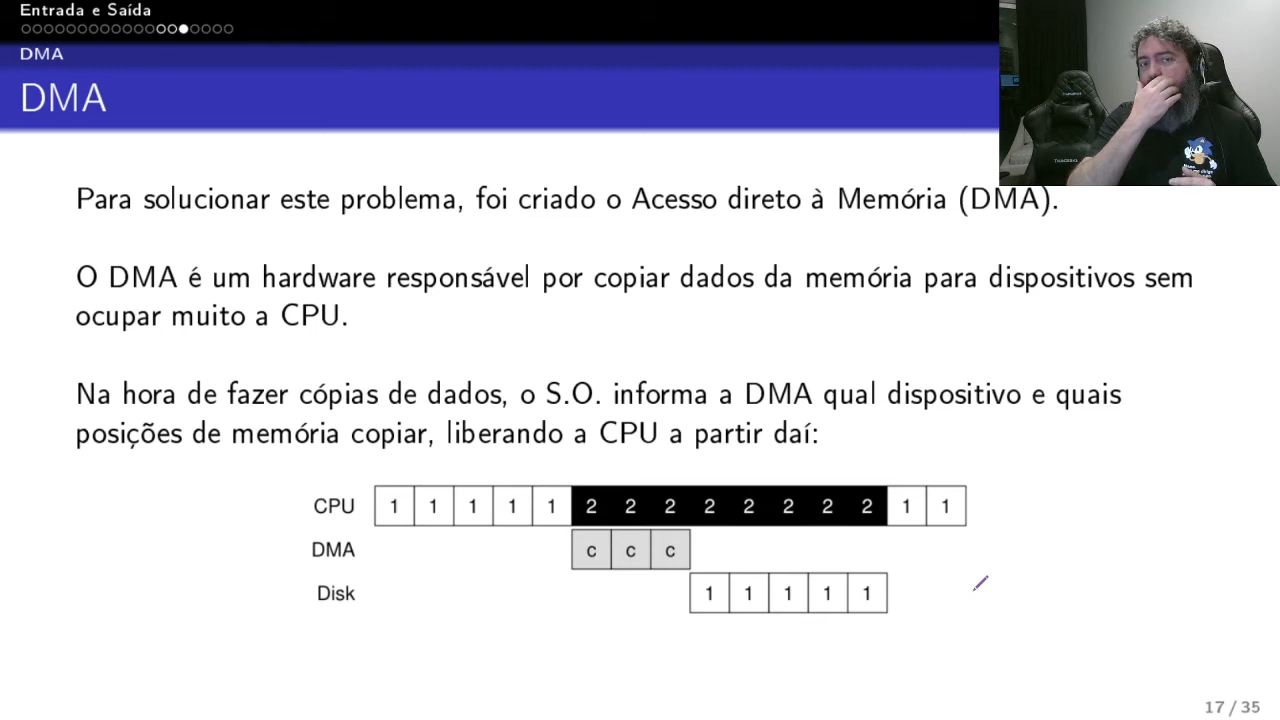 Entrada e Saída
DMA
DMA
Para solucionar este problema, foi criado o Acesso direto à Memória (DMA).
O DMA é um hardware responsável por copiar dados da memória para dispositivos sem
ocupar muito a CPU.
Na hora de fazer cópias de dados, o S.O. informa a DMA qual dispositivo e quais
posições de memória copiar, liberando a CPU a partir daí:
CPU 1 1 1 1 1 2 2 2 2 2 2 2 2 1 1
DMA c c c
Disk 1 1 1 1 1
17 / 35